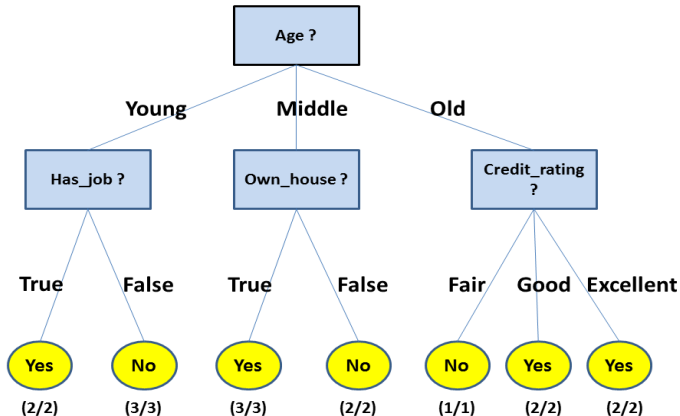 Age ?
Young Middle Old
Has_job ? Own_house ? Credit_rating
?
True False True False Fair Good Excellent
Yes No Yes No No Yes Yes
(2/2) (3/3) (3/3) (2/2) (1/1) (2/2) (2/2)